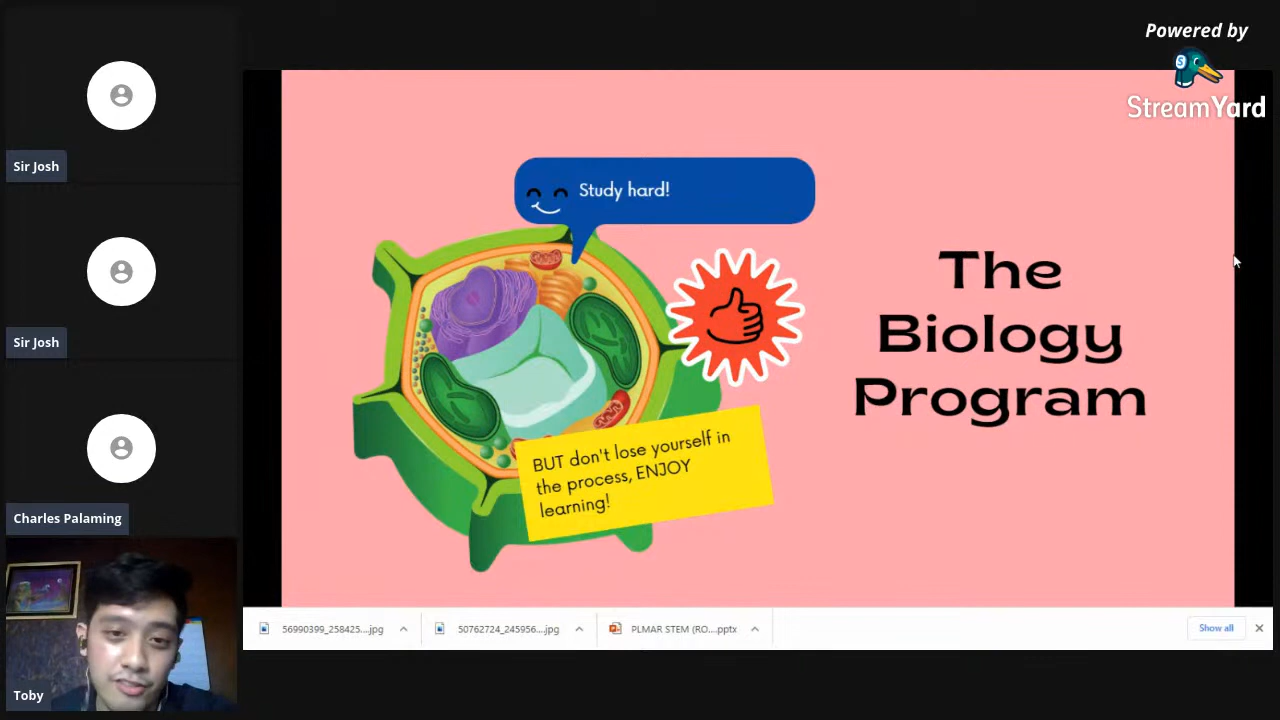 Powered by
StreamYard
Sir Josh
Sir Josh
Charles Palaming
Toby
Study hard!
BUT don't lose yourself in
the process, ENJOY
learning!
The
Biology
Program
56990399_258425....jpg
50762724_245956....jpg
PLMAR STEM (RO....pptx
Show all